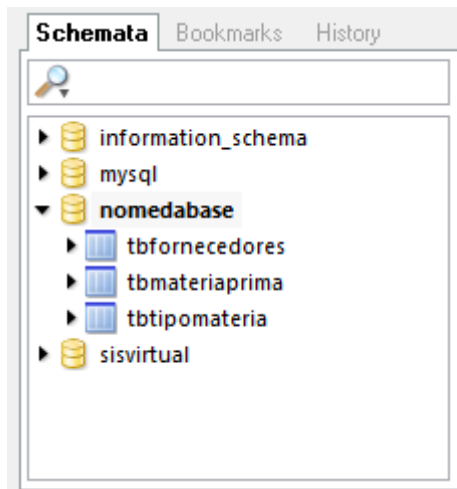 Schemata Bookmarks History
information_schema
mysql
nomedabase
tbfornecedores
tbmateriaprima
tbtipomateria
sisvirtual